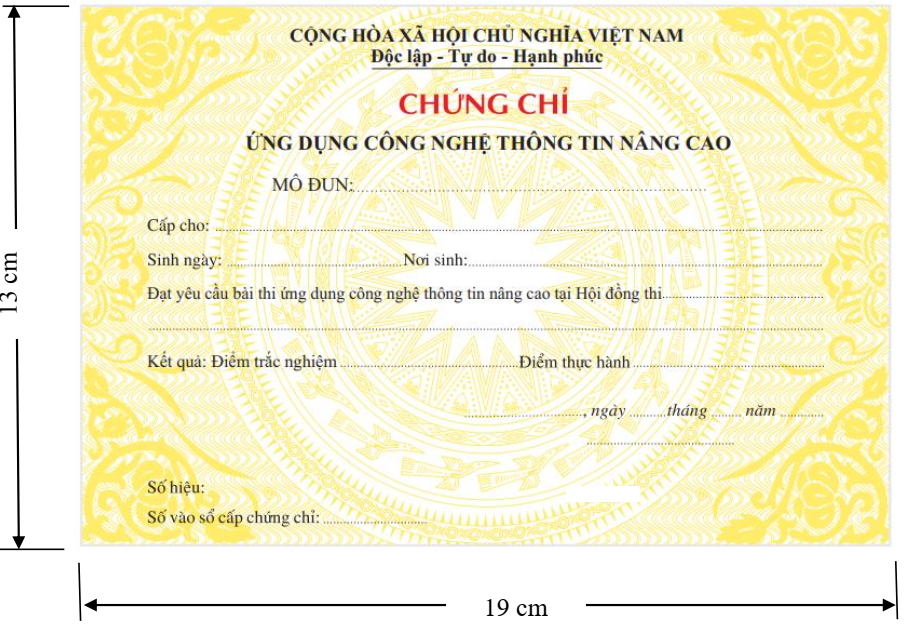 CỘNG HÒA XÃ HỘI CHỦ NGHĨA VIỆT NAM
Độc lập - Tự do - Hạnh phúc
CHỨNG CHỈ
ỨNG DỤNG CÔNG NGHỆ THÔNG TIN NÂNG CAO
MÔ ĐUN:
Cấp cho:
Sinh ngày: Nơi sinh:
Đạt yêu cầu bài thi ứng dụng công nghệ thông tin nâng cao tại Hội đồng thi
Kết quả: Điểm trắc nghiệm Điểm thực hành
, ngày tháng năm
Số hiệu:
Số vào sổ cấp chứng chỉ:
13 cm
19 cm